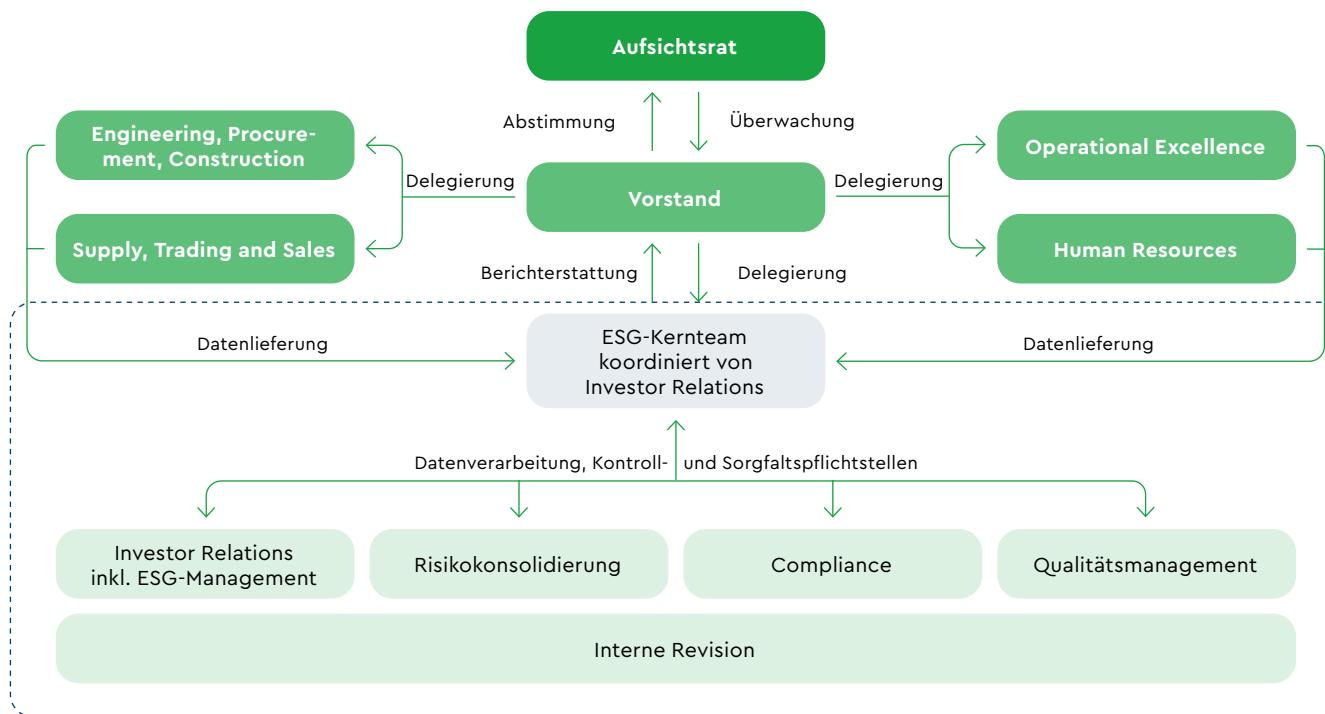 Aufsichtsrat
Abstimmung
Überwachung
Engineering, Procure-
ment, Construction
Operational Excellence
Delegierung
Vorstand
Delegierung
Supply, Trading and Sales
Human Resources
Berichterstattung
Delegierung
Datenlieferung
ESG-Kernteam
koordiniert von
Investor Relations
Datenlieferung
Datenverarbeitung, Kontroll- und Sorgfaltspflichtstellen
Investor Relations
inkl. ESG-Management
Risikokonsolidierung
Compliance
Qualitätsmanagement
Interne Revision